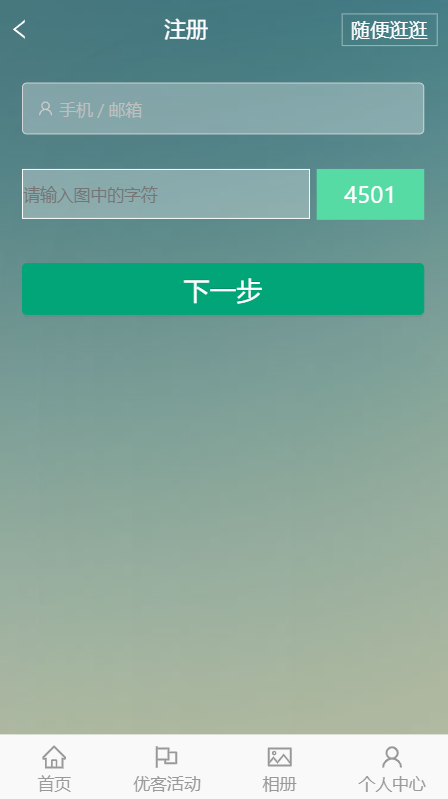 注册
随便逛逛
手机 / 邮箱
请输入图中的字符
4501
下一步
首页
优客活动
相册
个人中心